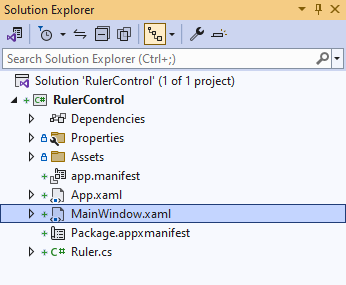 Solution Explorer
Search Solution Explorer (Ctrl+;)
Solution 'RulerControl' (1 of 1 project)
C# RulerControl
Dependencies
Properties
Assets
app.manifest
App.xaml
MainWindow.xaml
Package.appxmanifest
C# Ruler.cs